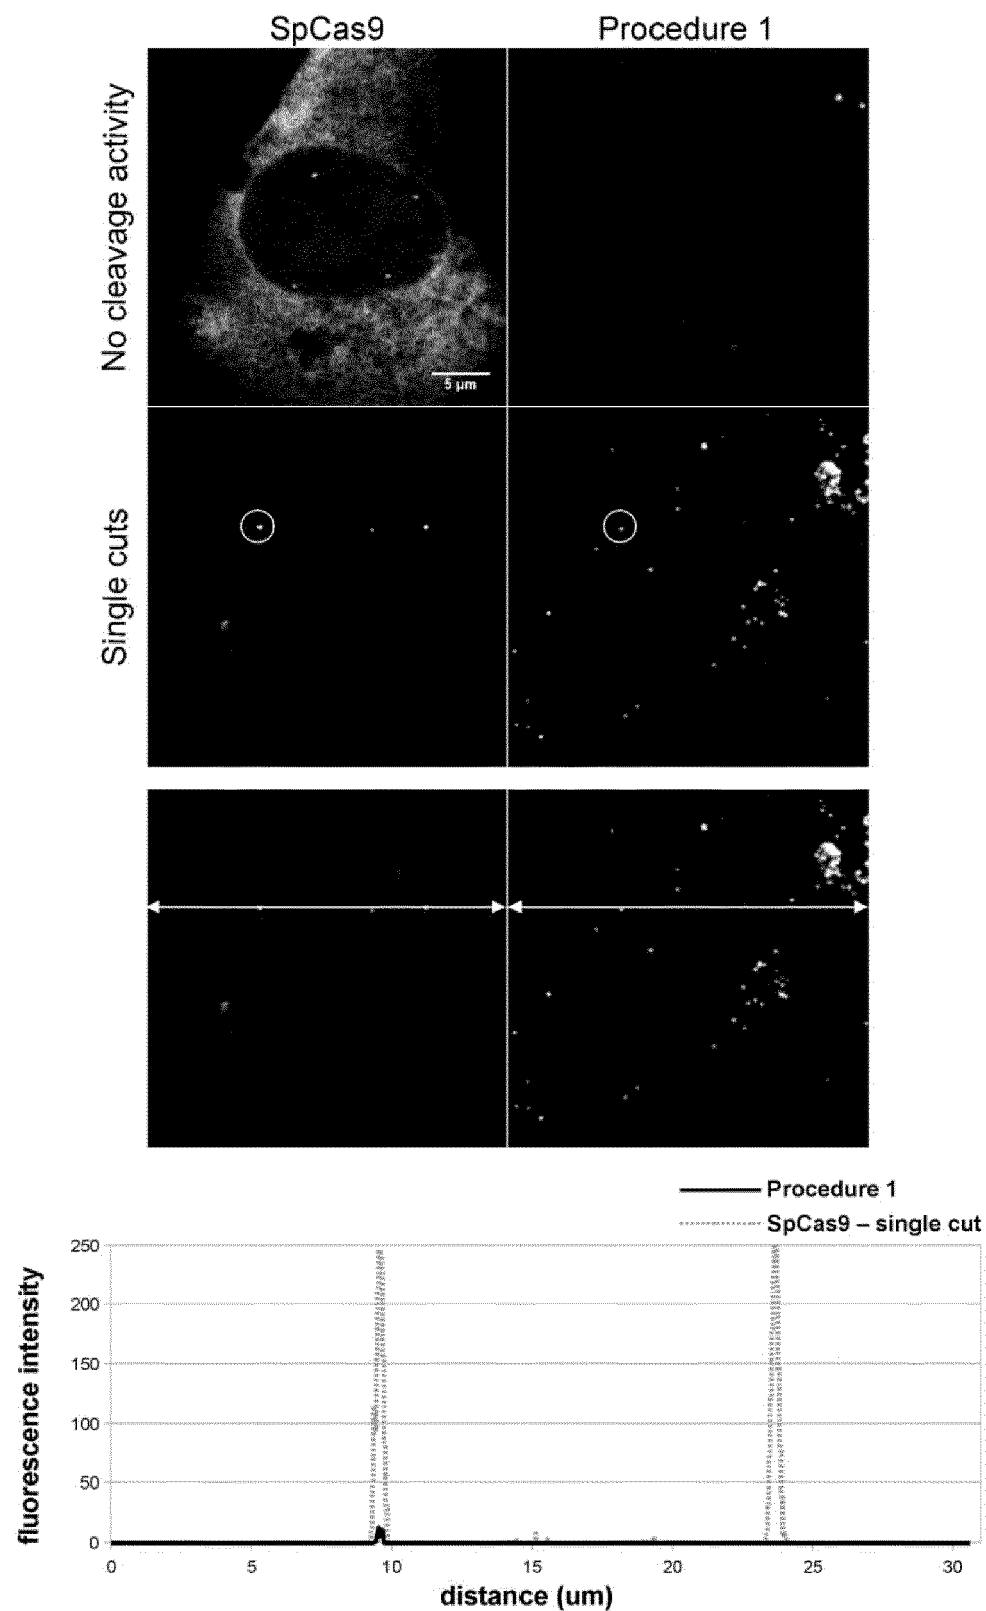 SpCas9
Procedure 1
No cleavage activity
5 µm
Single cuts
Procedure 1
SpCas9 – single cut
fluorescence intensity
250
200
150
100
50
0
0 5 10 15 20 25 30
distance (um)